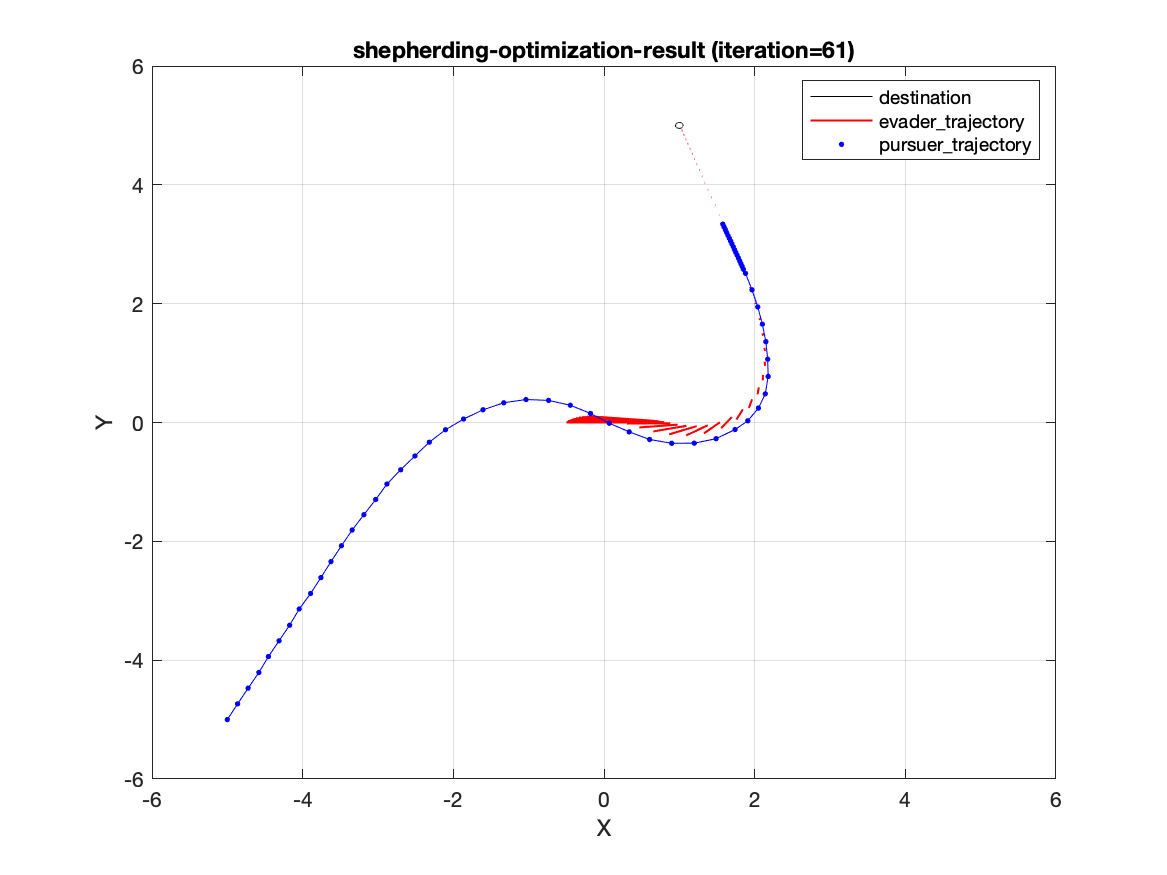 shepherding-optimization-result (iteration=61)
6
destination
evader_trajectory
pursuer_trajectory
4
2
Y
0
-2
-4
-6
-6
-4
-2
0
2
4
6
X